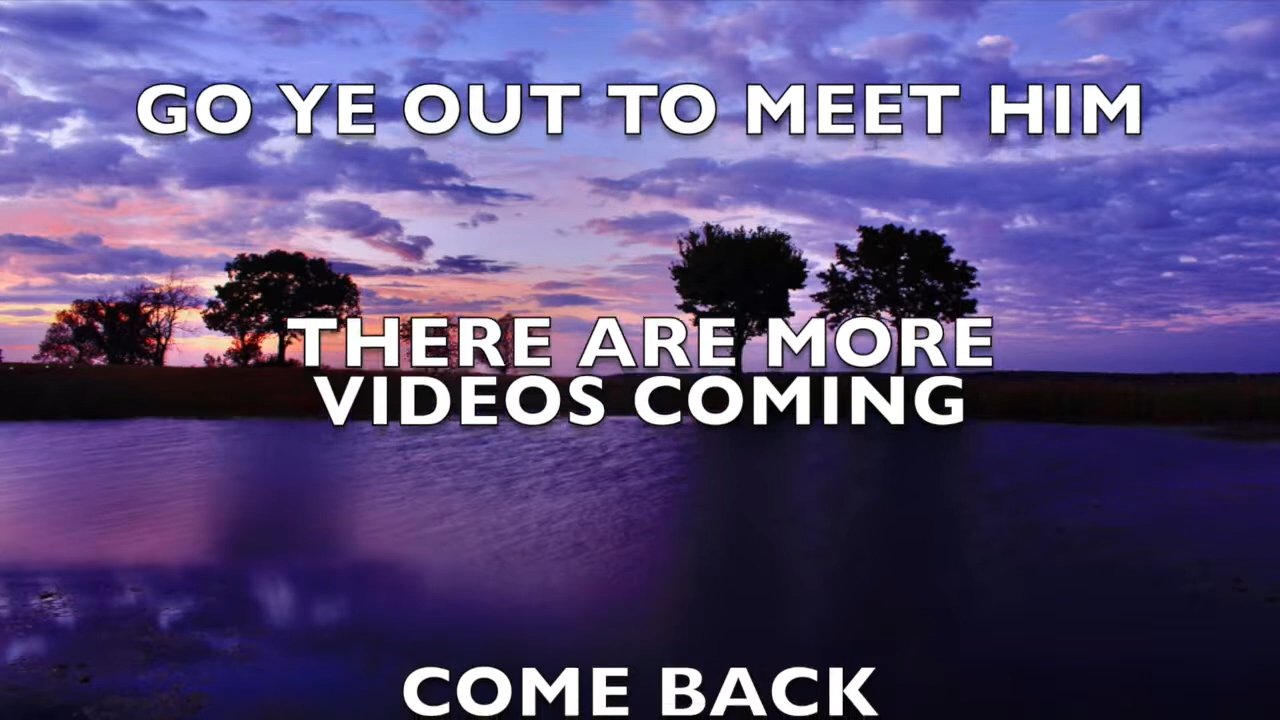 GO YE OUT TO MEET HIM
THERE ARE MORE
VIDEOS COMING
COME BACK